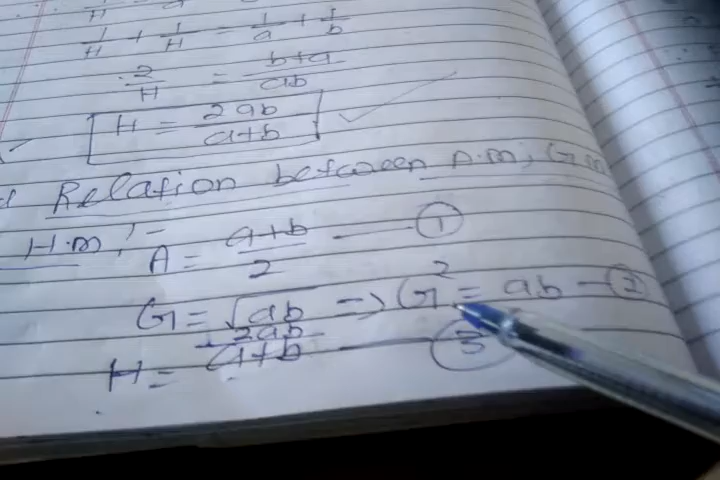 1/H + 1/H = 1/a + 1/b
2/H = b+a/ab
H = 2ab/a+b
Relation between A.m, G.m
H.m :-
A = a+b/2 — ①
G = √ab => G² = ab — ②
H = 2ab/a+b — ③